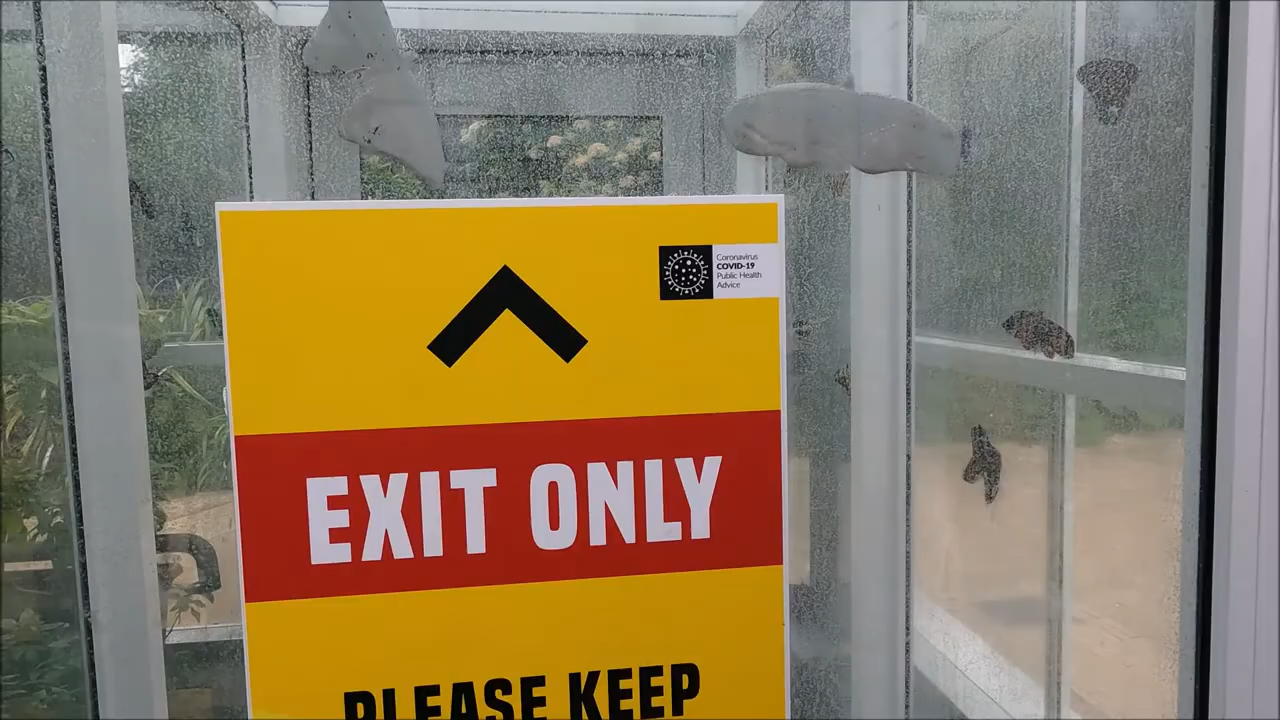 Coronavirus
COVID-19
Public Health
Advice
EXIT ONLY
PLEASE KEEP